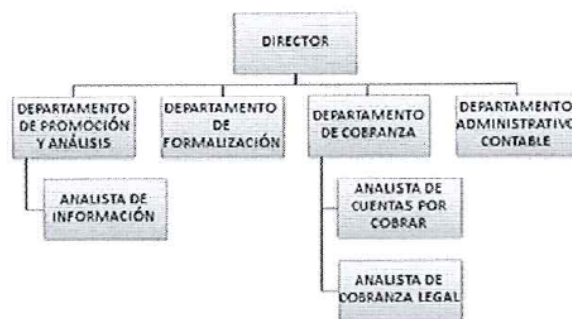 DIRECTOR
DEPARTAMENTO
DE PROMOCIÓN
Y ANÁLISIS
DEPARTAMENTO
DE
FORMALIZACIÓN
DEPARTAMENTO
DE COBRANZA
DEPARTAMENTO
ADMINISTRATIVO
CONTABLE
ANALISTA DE
INFORMACIÓN
ANALISTA DE
CUENTAS POR
COBRAR
ANALISTA DE
COBRANZA LEGAL